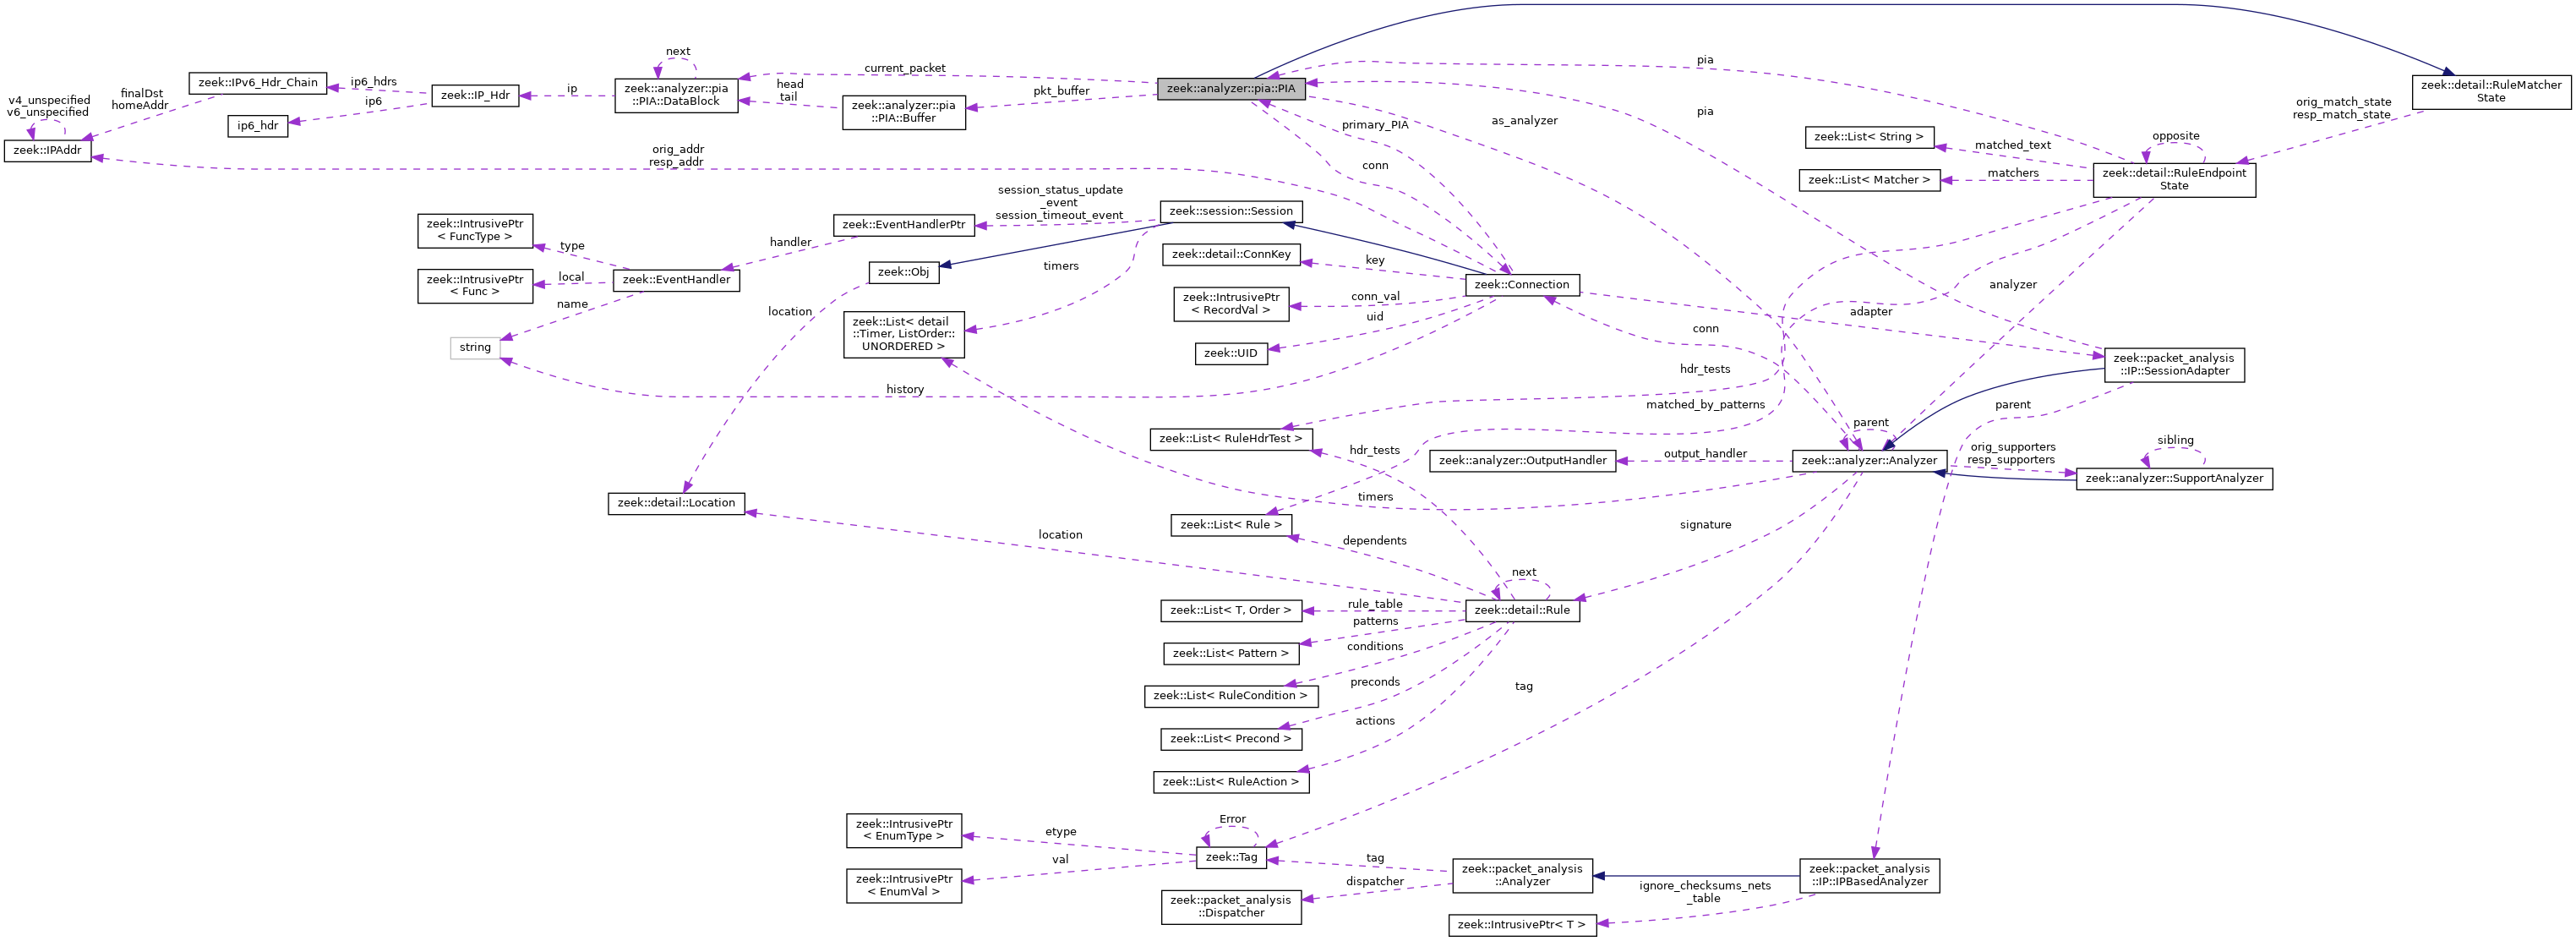 next
current_packet
pia
zeek::IPv6_Hdr_Chain
ip6_hdrs
zeek::analyzer::pia
::PIA::DataBlock
head
tail
pkt_buffer
zeek::analyzer::pia::PIA
zeek::detail::RuleMatcher
State
finalDst
homeAddr
v4_unspecified
v6_unspecified
ip6
zeek::IP_Hdr
ip
zeek::analyzer::pia
::PIA::Buffer
orig_match_state
resp_match_state
ip6_hdr
primary_PIA
as_analyzer
pia
zeek::List< String >
matched_text
opposite
zeek::IPAddr
orig_addr
resp_addr
conn
zeek::List< Matcher >
matchers
zeek::detail::RuleEndpoint
State
session_status_update
_event
session_timeout_event
zeek::session::Session
zeek::IntrusivePtr
< FuncType >
type
zeek::EventHandlerPtr
handler
zeek::detail::ConnKey
key
zeek::IntrusivePtr
< Func >
local
zeek::EventHandler
zeek::Obj
timers
zeek::Connection
analyzer
name
location
zeek::IntrusivePtr
< RecordVal >
conn_val
uid
adapter
string
zeek::List< detail
::Timer, ListOrder::
UNORDERED >
zeek::UID
conn
zeek::packet_analysis
::IP::SessionAdapter
history
hdr_tests
matched_by_patterns
parent
parent
zeek::List< RuleHdrTest >
hdr_tests
zeek::analyzer::OutputHandler
output_handler
zeek::analyzer::Analyzer
orig_supporters
resp_supporters
sibling
zeek::analyzer::SupportAnalyzer
zeek::detail::Location
timers
location
zeek::List< Rule >
dependents
signature
next
zeek::List< T, Order >
rule_table
zeek::detail::Rule
patterns
zeek::List< Pattern >
conditions
zeek::List< RuleCondition >
preconds
tag
zeek::List< Precond >
actions
zeek::List< RuleAction >
zeek::IntrusivePtr
< EnumType >
etype
Error
val
zeek::Tag
zeek::IntrusivePtr
< EnumVal >
tag
dispatcher
zeek::packet_analysis
::Analyzer
zeek::packet_analysis
::IP::IPBasedAnalyzer
zeek::packet_analysis
::Dispatcher
ignore_checksums_nets
_table
zeek::IntrusivePtr< T >